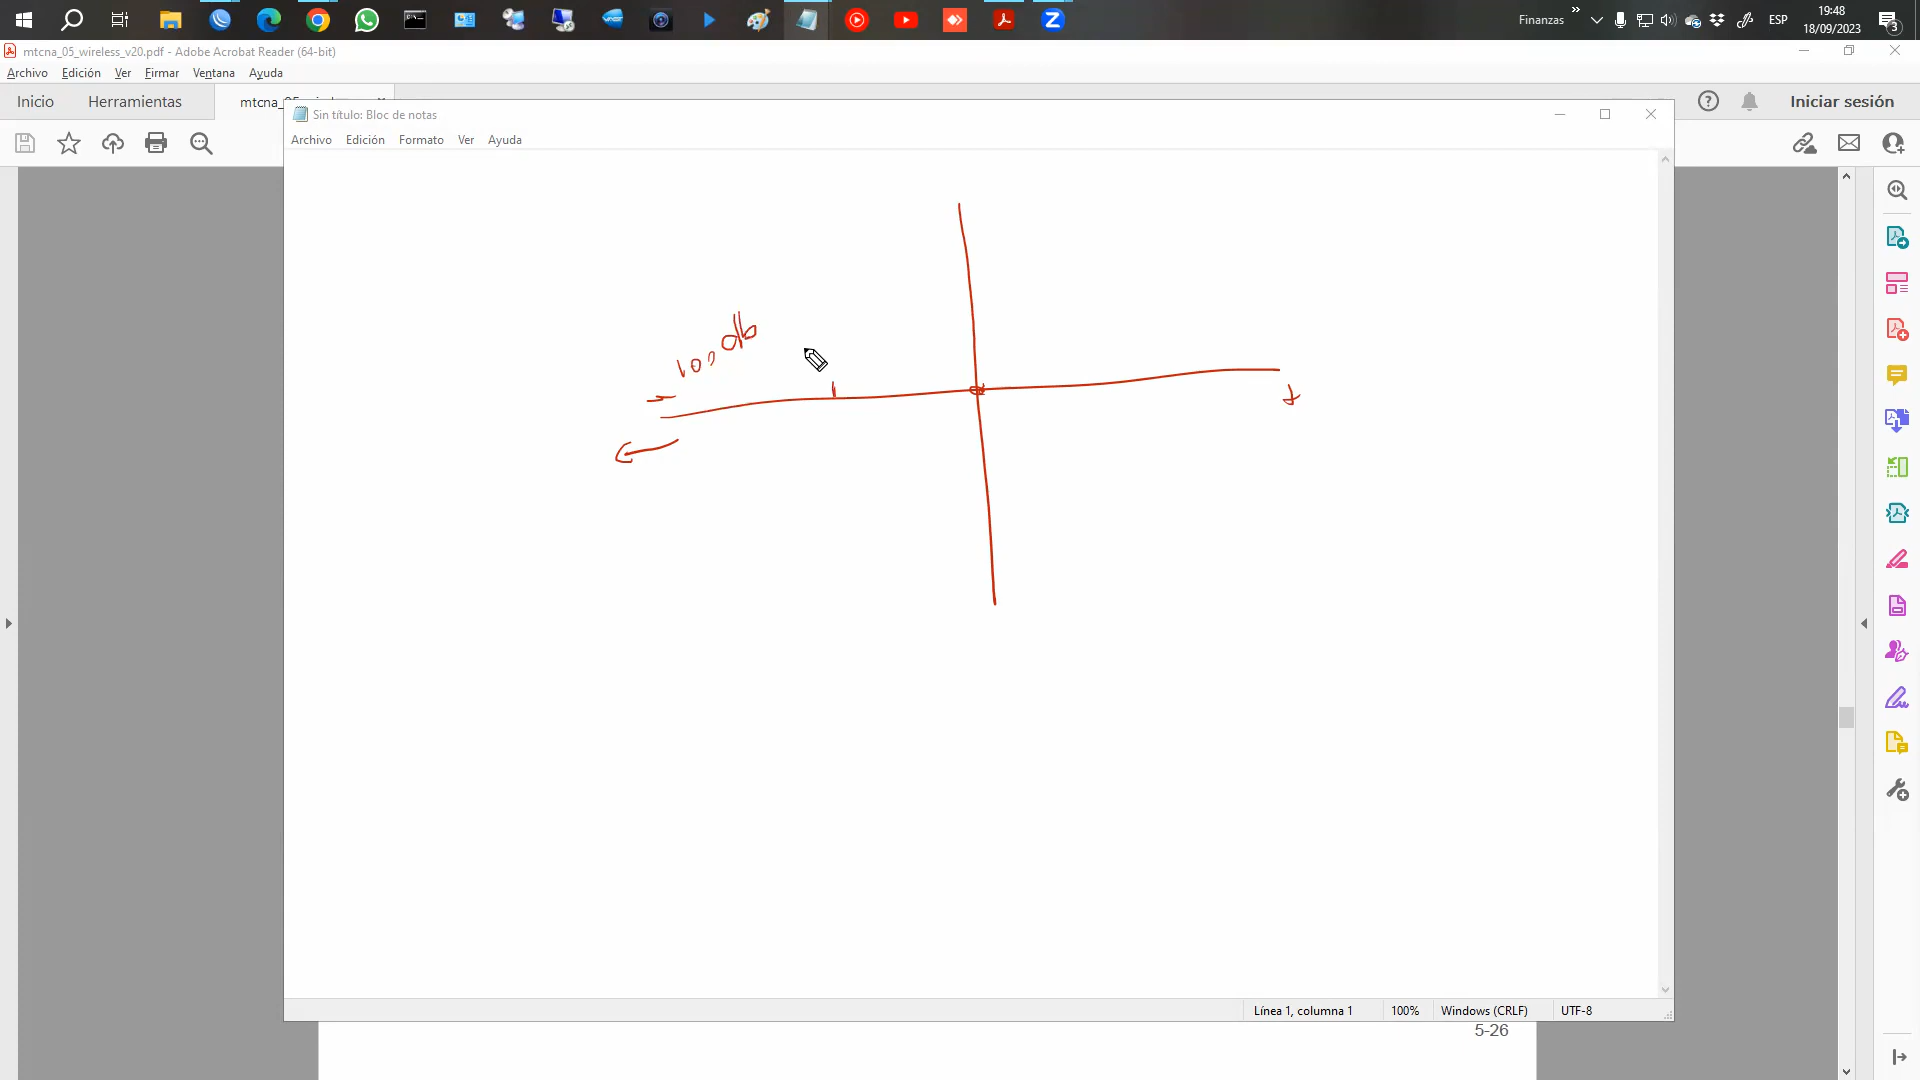 Finanzas
ESP
19:48
18/09/2023
3
mtcna_05_wireless_v20.pdf - Adobe Acrobat Reader (64-bit)
Archivo Edición Ver Firmar Ventana Ayuda
Inicio Herramientas
Iniciar sesión
Sin título: Bloc de notas
Archivo Edición Formato Ver Ayuda
db
-
+
Línea 1, columna 1 100% Windows (CRLF) UTF-8
5-26